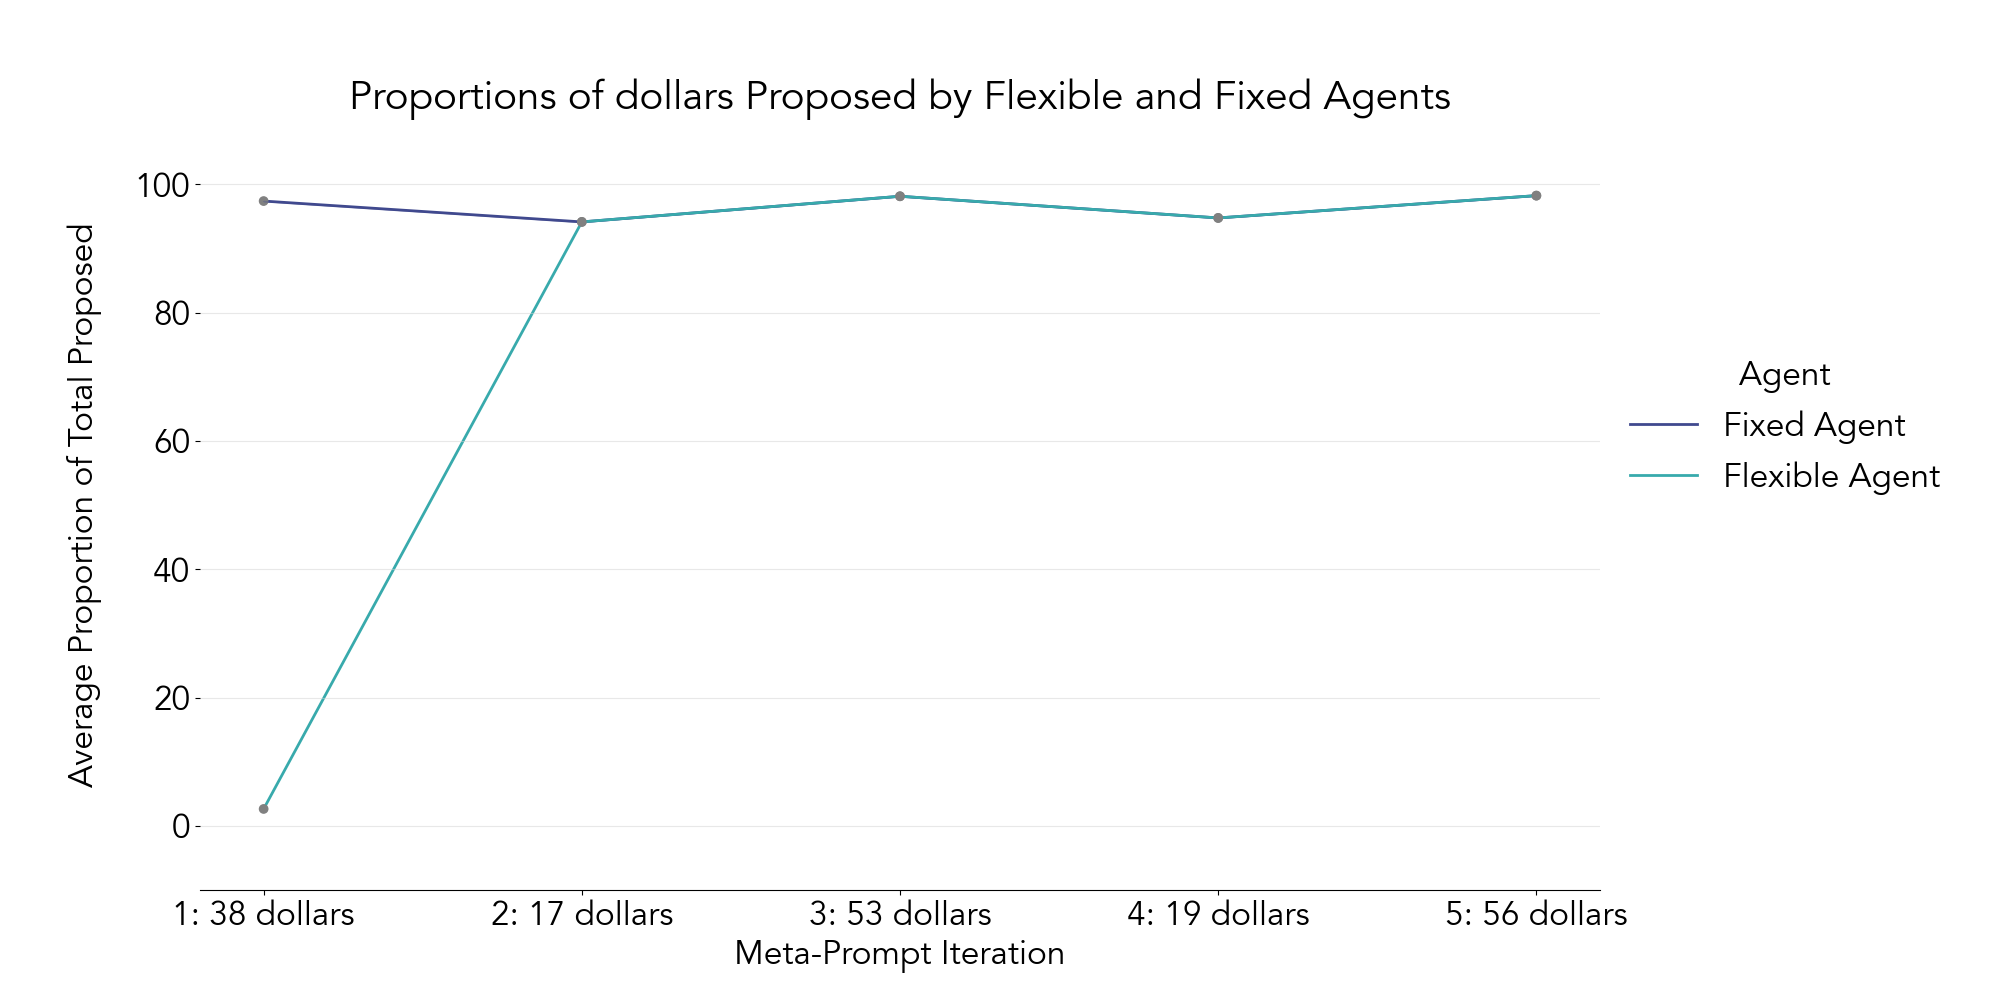 Proportions of dollars Proposed by Flexible and Fixed Agents
Average Proportion of Total Proposed
100
80
60
40
20
0
1: 38 dollars
2: 17 dollars
3: 53 dollars
4: 19 dollars
5: 56 dollars
Meta-Prompt Iteration
Agent
Fixed Agent
Flexible Agent